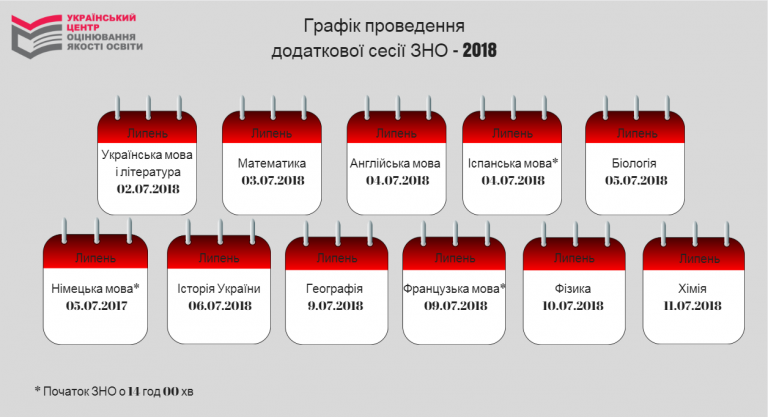 УКРАЇНСЬКИЙ
ЦЕНТР
ОЦІНЮВАННЯ
ЯКОСТІ ОСВІТИ
Графік проведення
додаткової сесії ЗНО - 2018
Липень
Українська мова
і література
02.07.2018
Липень
Математика
03.07.2018
Липень
Англійська мова
04.07.2018
Липень
Іспанська мова*
04.07.2018
Липень
Біологія
05.07.2018
Липень
Німецька мова*
05.07.2017
Липень
Історія України
06.07.2018
Липень
Географія
9.07.2018
Липень
Французька мова*
09.07.2018
Липень
Фізика
10.07.2018
Липень
Хімія
11.07.2018
* Початок ЗНО о 14 год 00 хв